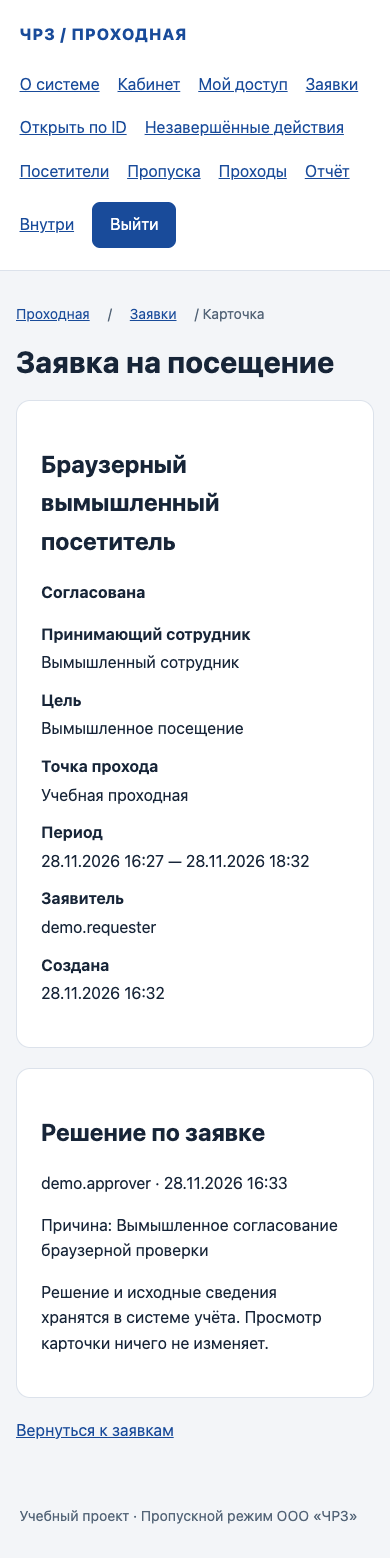 ЧРЗ / ПРОХОДНАЯ
О системе Кабинет Мой доступ Заявки
Открыть по ID Незавершённые действия
Посетители Пропуска Проходы Отчёт
Внутри Выйти
Проходная / Заявки / Карточка
Заявка на посещение
Браузерный
вымышленный
посетитель
Согласована
Принимающий сотрудник
Вымышленный сотрудник
Цель
Вымышленное посещение
Точка прохода
Учебная проходная
Период
28.11.2026 16:27 — 28.11.2026 18:32
Заявитель
demo.requester
Создана
28.11.2026 16:32
Решение по заявке
demo.approver · 28.11.2026 16:33
Причина: Вымышленное согласование
браузерной проверки
Решение и исходные сведения
хранятся в системе учёта. Просмотр
карточки ничего не изменяет.
Вернуться к заявкам
Учебный проект · Пропускной режим ООО «ЧРЗ»